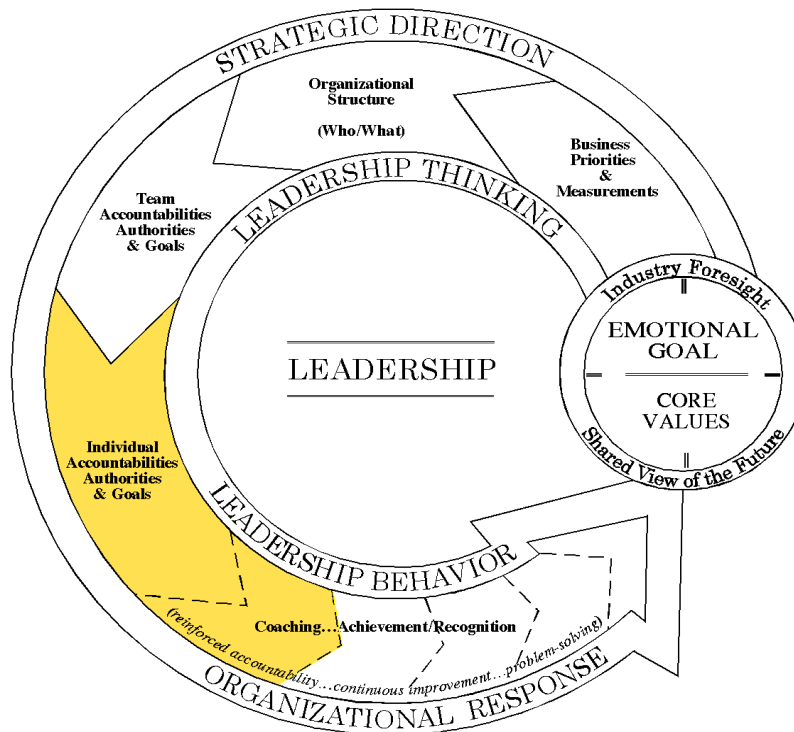 STRATEGIC DIRECTION
Organizational
Structure
(Who/What)
Business
Priorities
&
Measurements
LEADERSHIP THINKING
Team
Accountabilities
Authorities
& Goals
Industry Foresight
EMOTIONAL
GOAL
CORE
VALUES
Shared View of the Future
LEADERSHIP
Individual
Accountabilities
Authorities
& Goals
LEADERSHIP BEHAVIOR
Coaching...Achievement/Recognition
(reinforced accountability...continuous improvement...problem-solving)
ORGANIZATIONAL RESPONSE